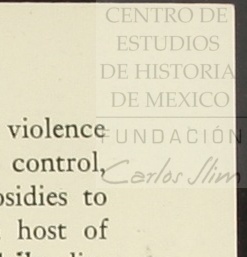 CENTRO DE
ESTUDIOS
DE HISTORIA
DE MEXICO
FUNDACIÓN
Carlos Slim
violence
control,
osidies to
host of